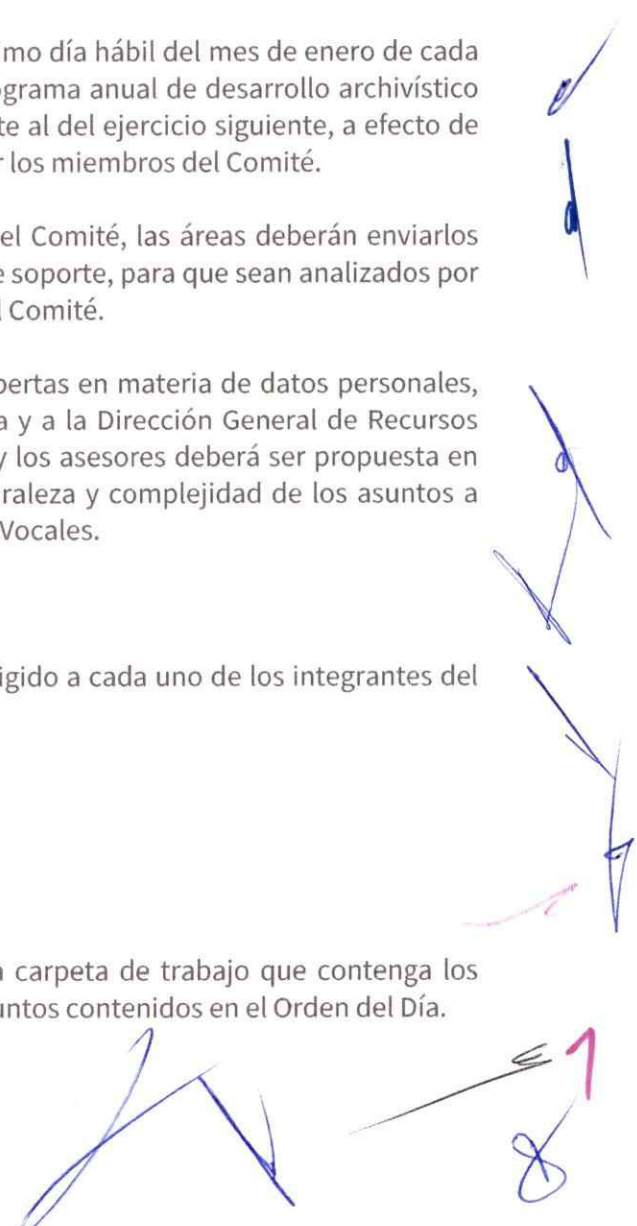 mo día hábil del mes de enero de cada
grama anual de desarrollo archivístico
te al del ejercicio siguiente, a efecto de
r los miembros del Comité.
el Comité, las áreas deberán enviarlos
e soporte, para que sean analizados por
l Comité.
pertas en materia de datos personales,
a y a la Dirección General de Recursos
y los asesores deberá ser propuesta en
raleza y complejidad de los asuntos a
Vocales.
igido a cada uno de los integrantes del
carpeta de trabajo que contenga los
untos contenidos en el Orden del Día.